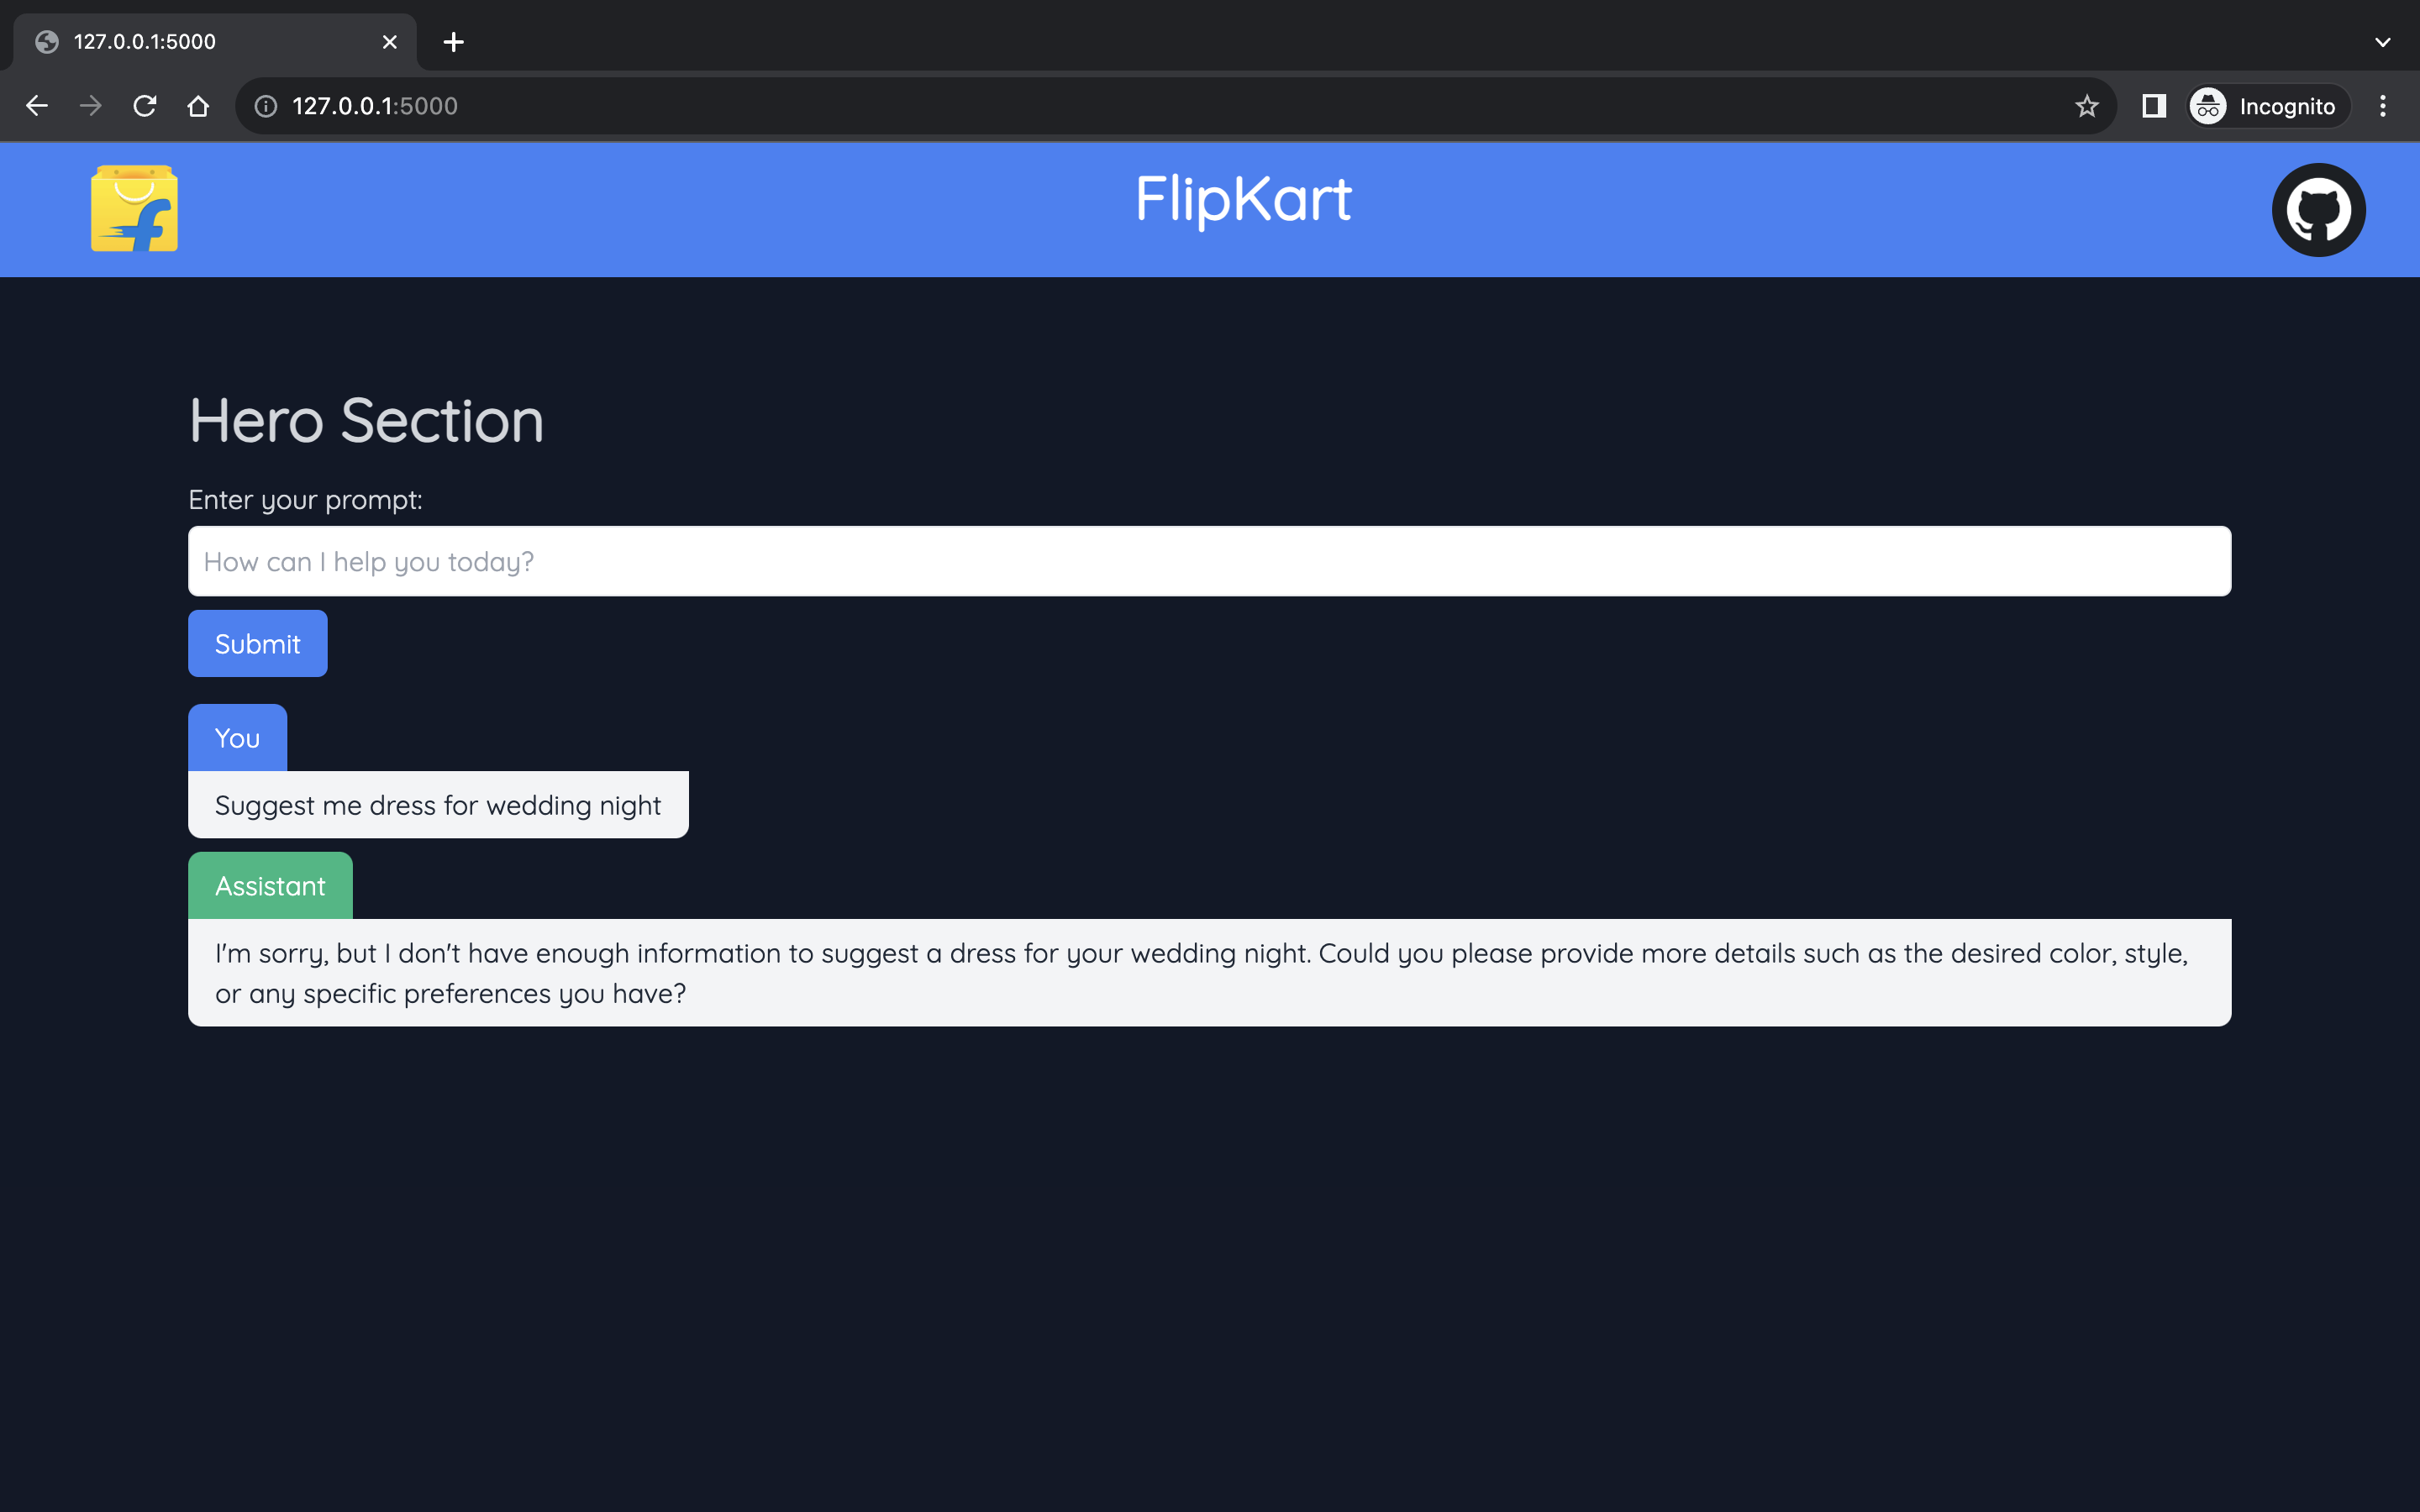 127.0.0.1:5000
127.0.0.1:5000
Incognito
f
FlipKart
Hero Section
Enter your prompt:
How can I help you today?
Submit
You
Suggest me dress for wedding night
Assistant
I'm sorry, but I don't have enough information to suggest a dress for your wedding night. Could you please provide more details such as the desired color, style,
or any specific preferences you have?